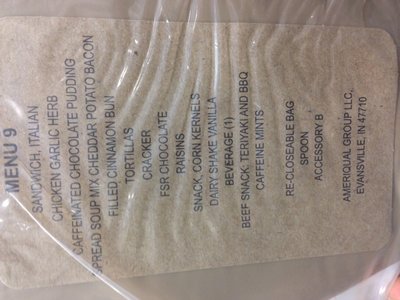 MENU 9
SANDWICH, ITALIAN
CHICKEN GARLIC HERB
CAFFEINATED CHOCOLATE PUDDING
SPREAD SOUP MIX CHEDDAR POTATO BACON
FILLED CINNAMON BUN
TORTILLAS
CRACKER
FSR CHOCOLATE
RAISINS
SNACK, CORN KERNELS
DAIRY SHAKE VANILLA
BEVERAGE (1)
BEEF SNACK, TERIYAKI AND BBQ
CAFFEINE MINTS
RE-CLOSEABLE BAG
SPOON
ACCESSORY B
AMERIQUAL GROUP LLC,
EVANSVILLE, IN 47710